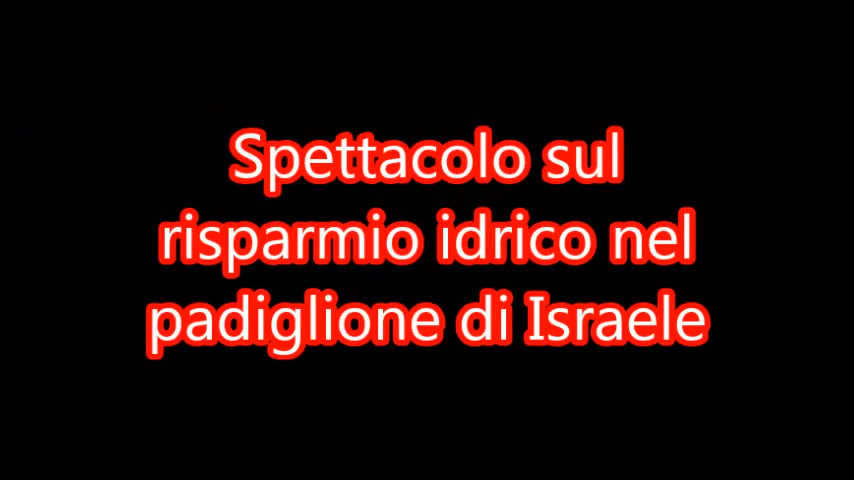 Spettacolo sul
risparmio idrico nel
padiglione di Israele